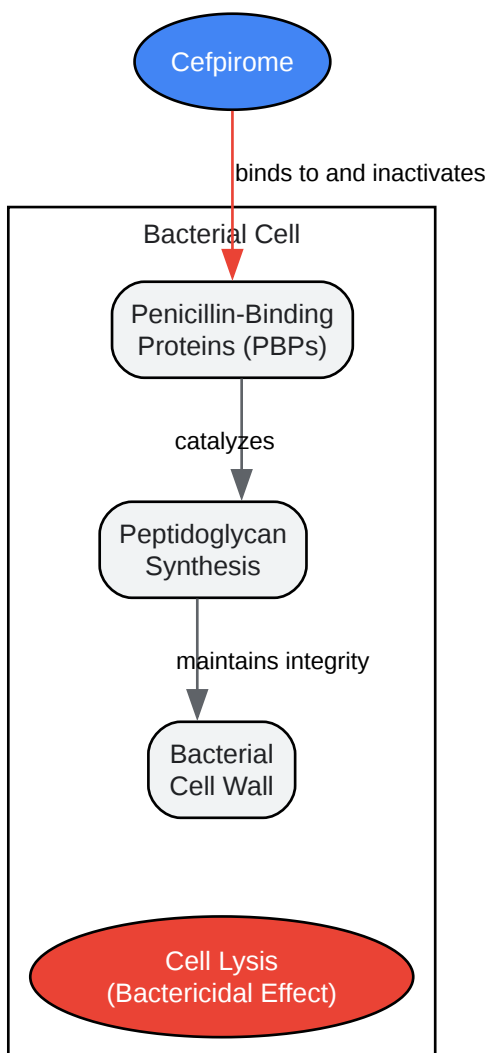 Cefpirome
binds to and inactivates
Bacterial Cell
Penicillin-Binding
Proteins (PBPs)
catalyzes
Peptidoglycan
Synthesis
maintains integrity
Bacterial
Cell Wall
Cell Lysis
(Bactericidal Effect)